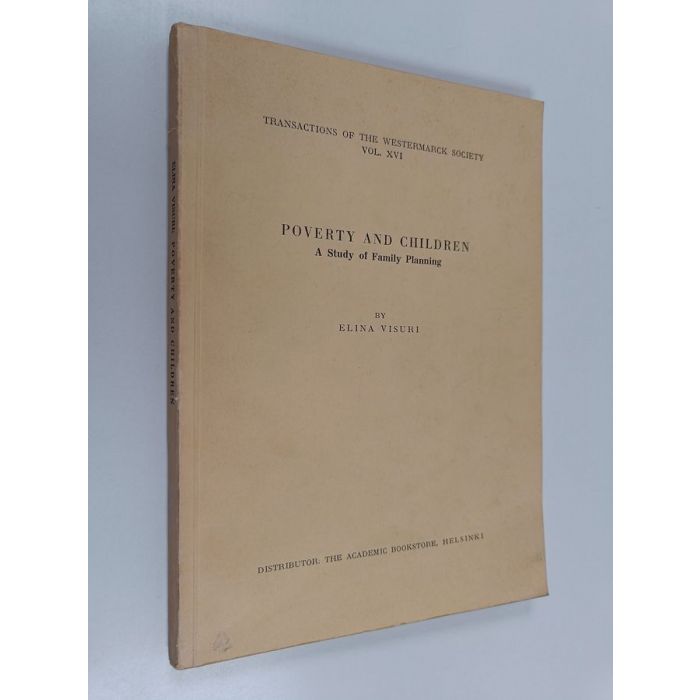 TRANSACTIONS OF THE WESTERMARCK SOCIETY
VOL. XVI
POVERTY AND CHILDREN
A Study of Family Planning
BY
ELINA VISURI
DISTRIBUTOR: THE ACADEMIC BOOKSTORE, HELSINKI
ELINA VISURI: POVERTY AND CHILDREN